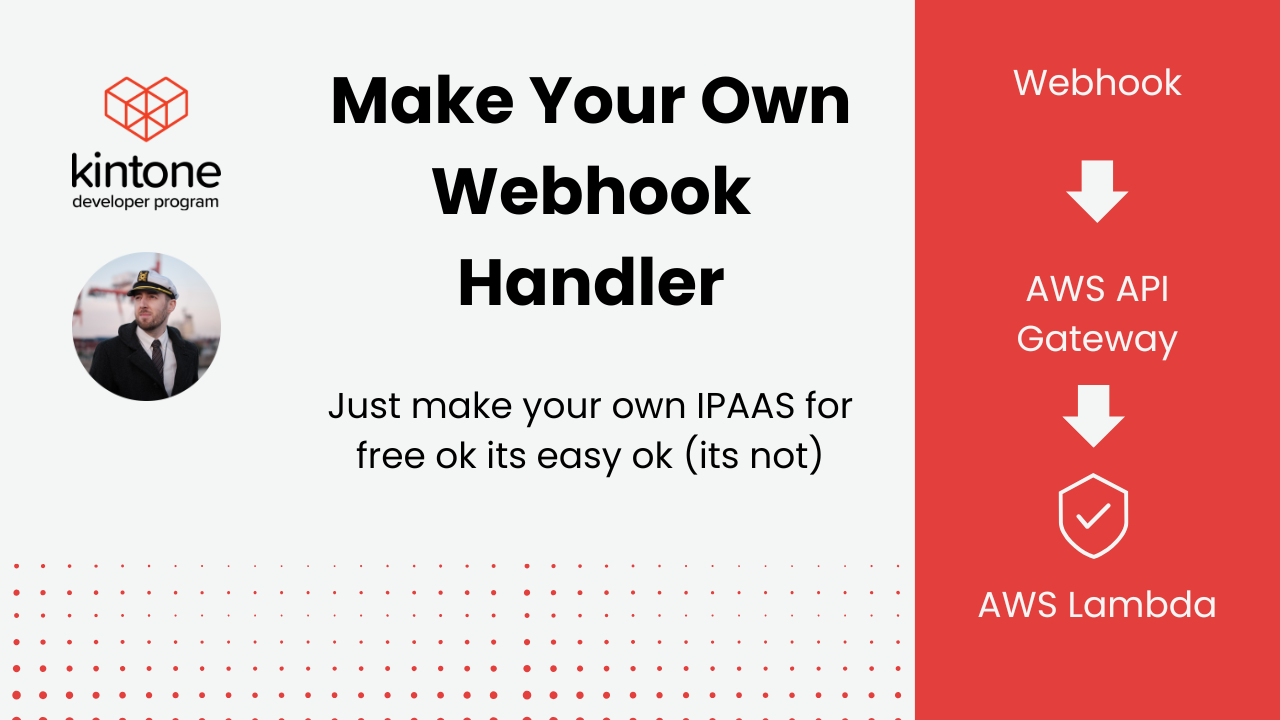 kintone
developer program
Make Your Own
Webhook
Handler
Just make your own IPAAS for
free ok its easy ok (its not)
Webhook
AWS API
Gateway
AWS Lambda